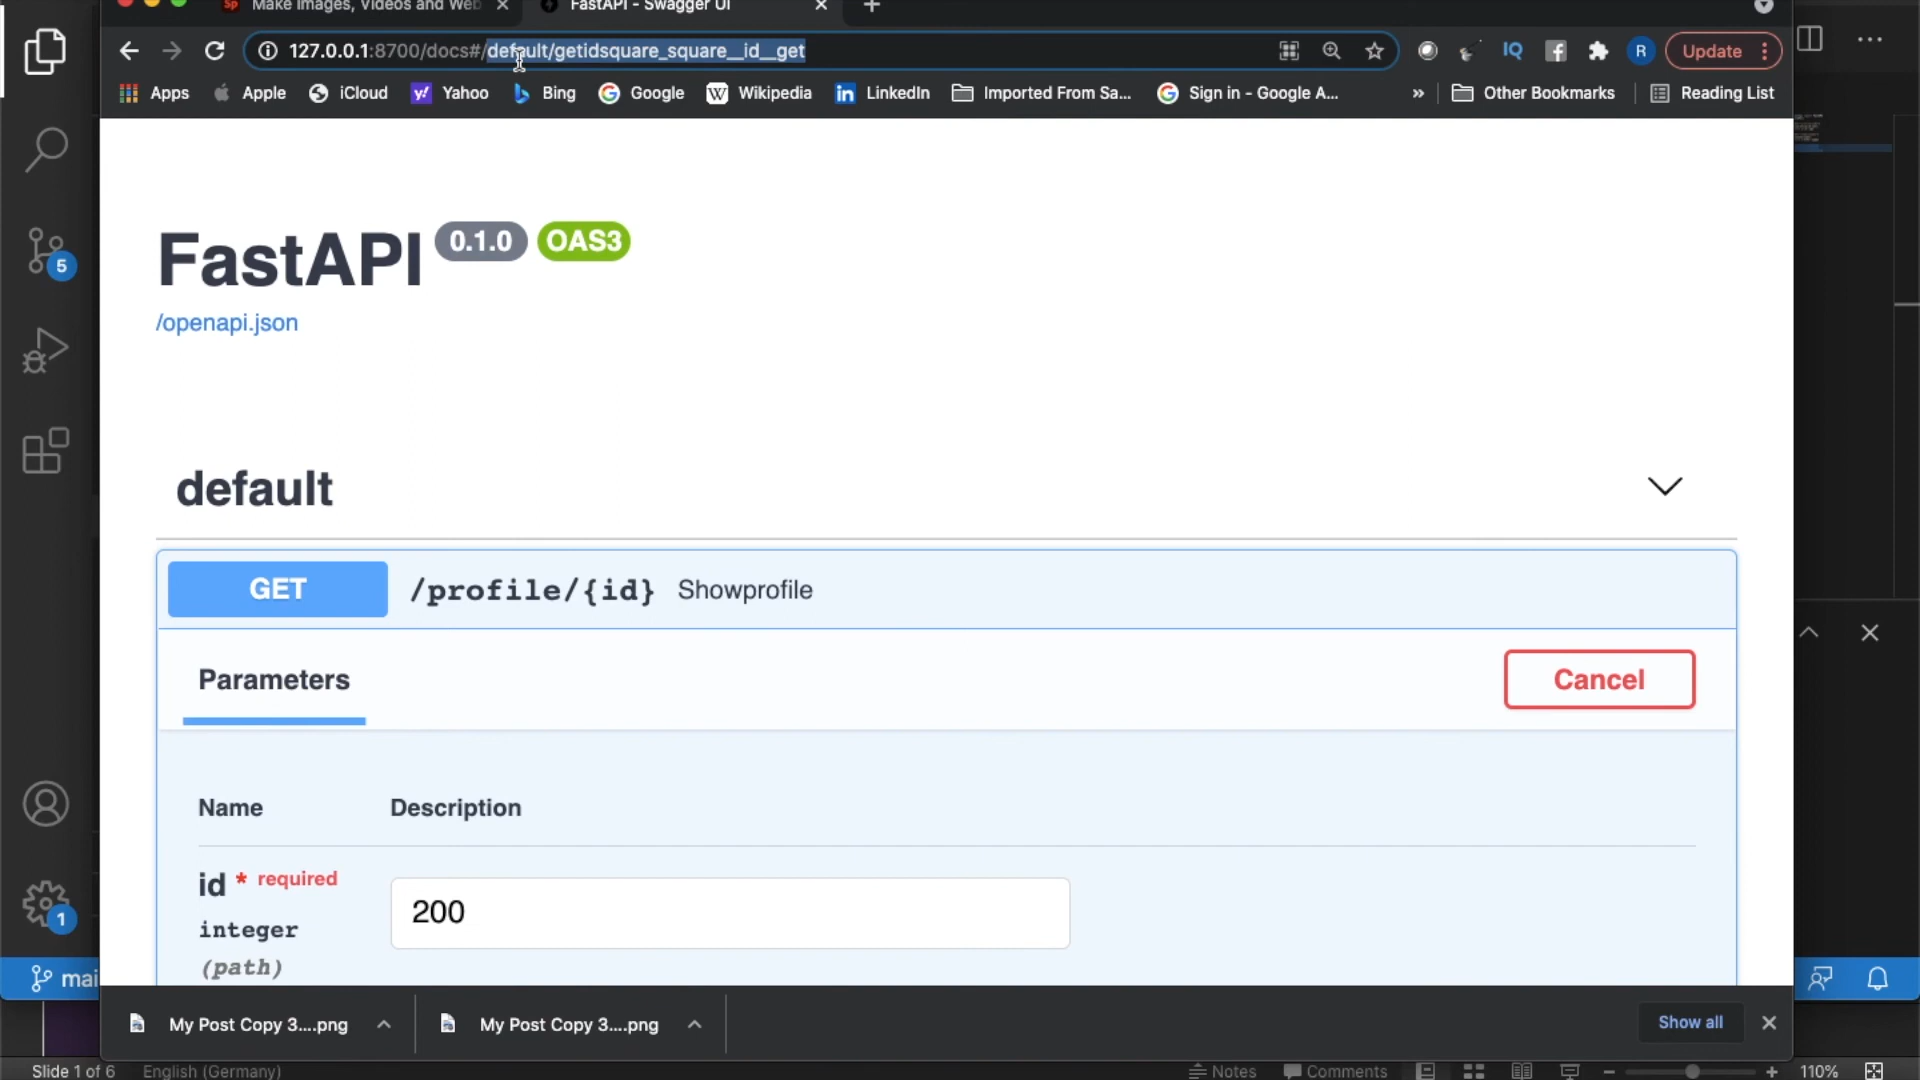 Make Images, Videos and Web
FastAPI - Swagger UI
127.0.0.1:8700/docs#/default/getidsquare_square__id__get
IQ
R
Update
Apps
Apple
iCloud
Yahoo
Bing
Google
Wikipedia
LinkedIn
Imported From Sa...
Sign in - Google A...
»
Other Bookmarks
Reading List
5
FastAPI 0.1.0 OAS3
/openapi.json
default
GET /profile/{id} Showprofile
Parameters
Cancel
Name Description
id * required
integer
(path)
200
1
mai
My Post Copy 3....png
My Post Copy 3....png
Show all
Slide 1 of 6
English (Germany)
Notes
Comments
110%